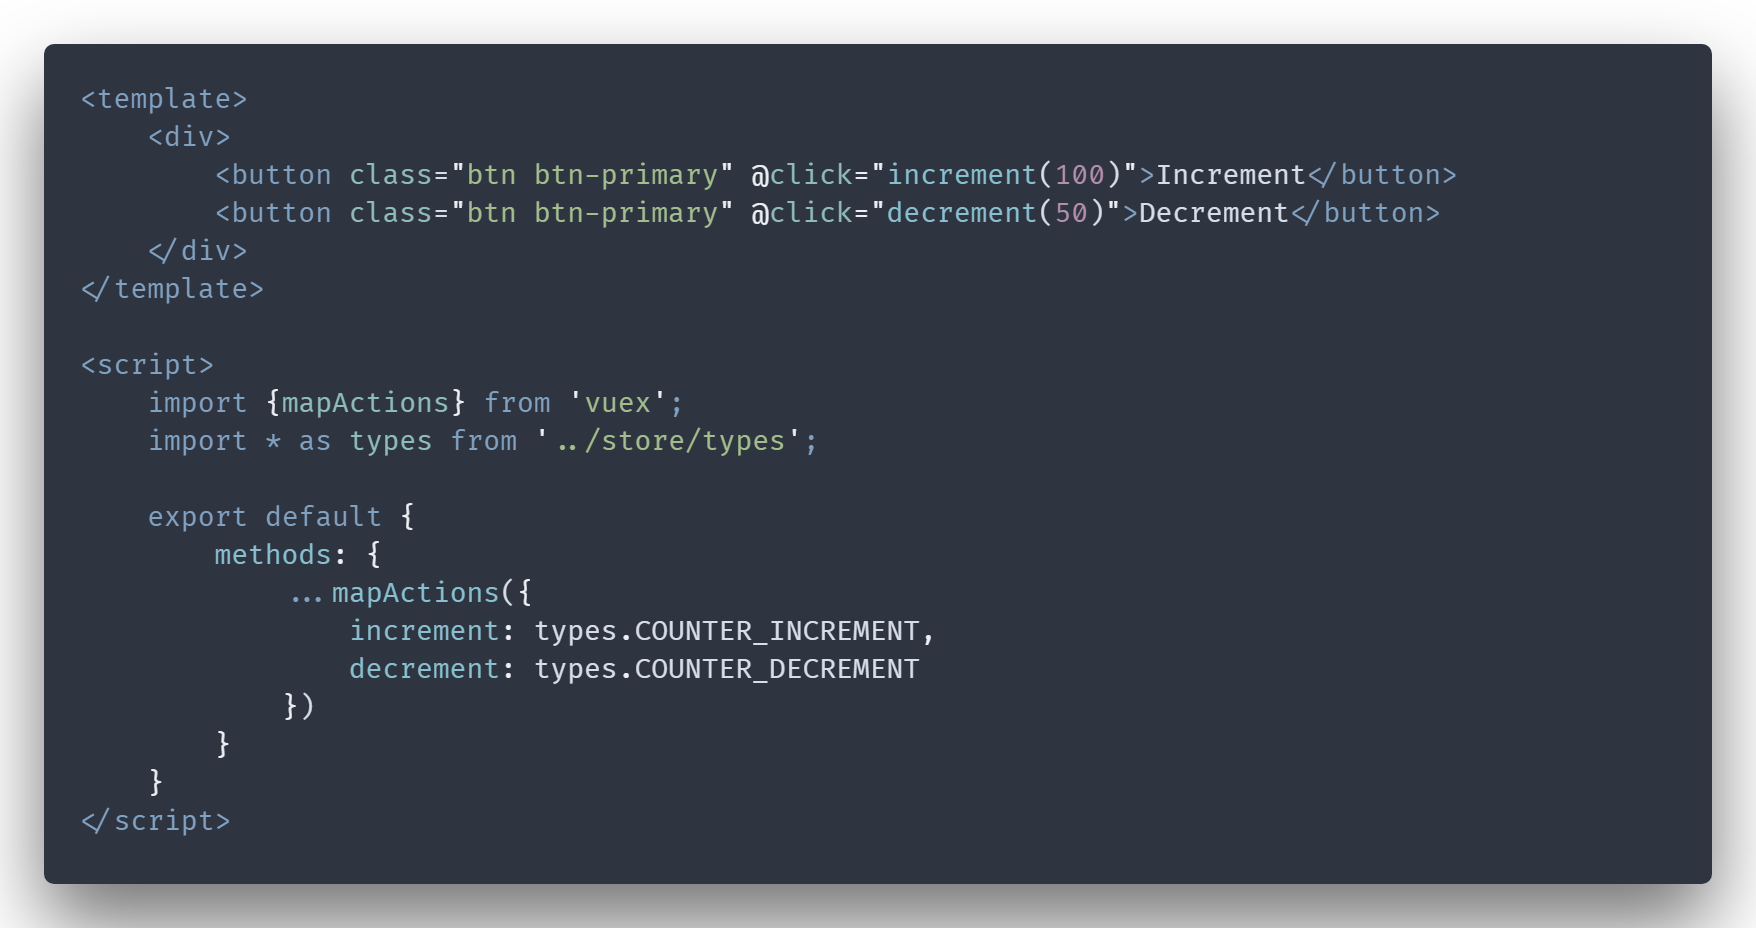 <template>
    <div>
        <button class="btn btn-primary" @click="increment(100)">Increment</button>
        <button class="btn btn-primary" @click="decrement(50)">Decrement</button>
    </div>
</template>

<script>
    import {mapActions} from 'vuex';
    import * as types from '../store/types';

    export default {
        methods: {
            ...mapActions({
                increment: types.COUNTER_INCREMENT,
                decrement: types.COUNTER_DECREMENT
            })
        }
    }
</script>